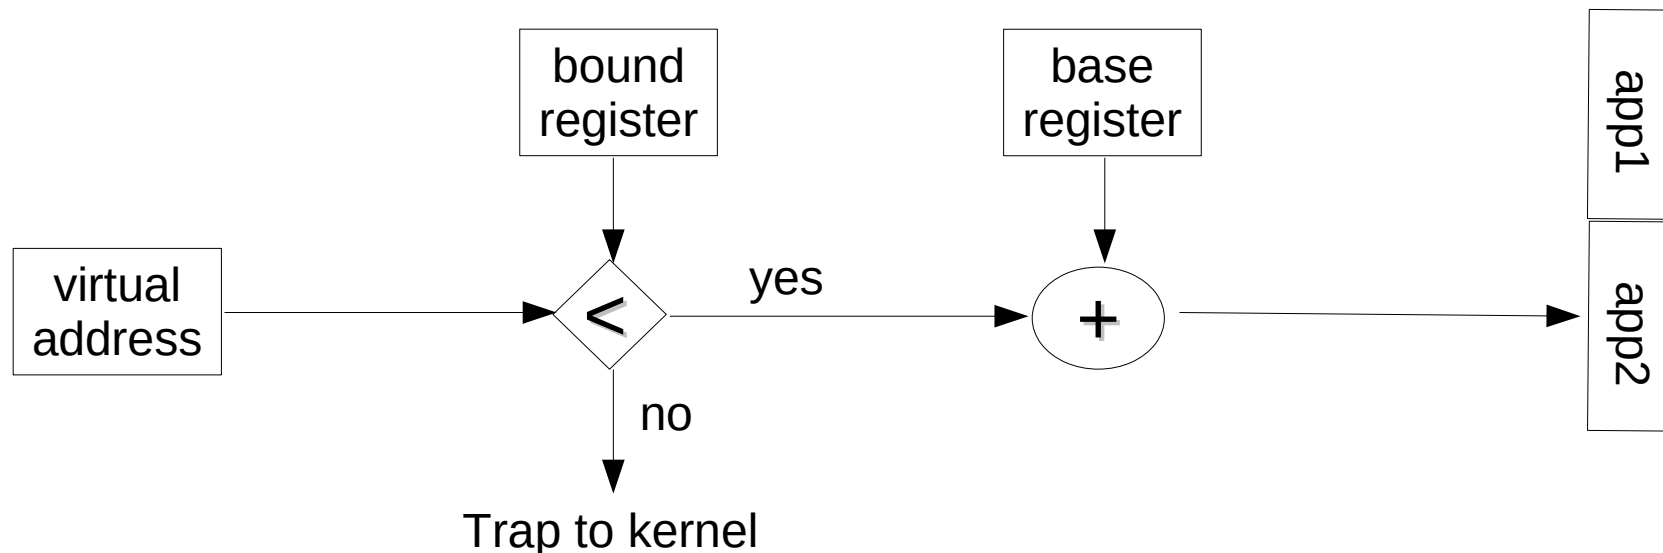 bound
register
base
register
app1
virtual
address
<
yes
+
app2
no
Trap to kernel